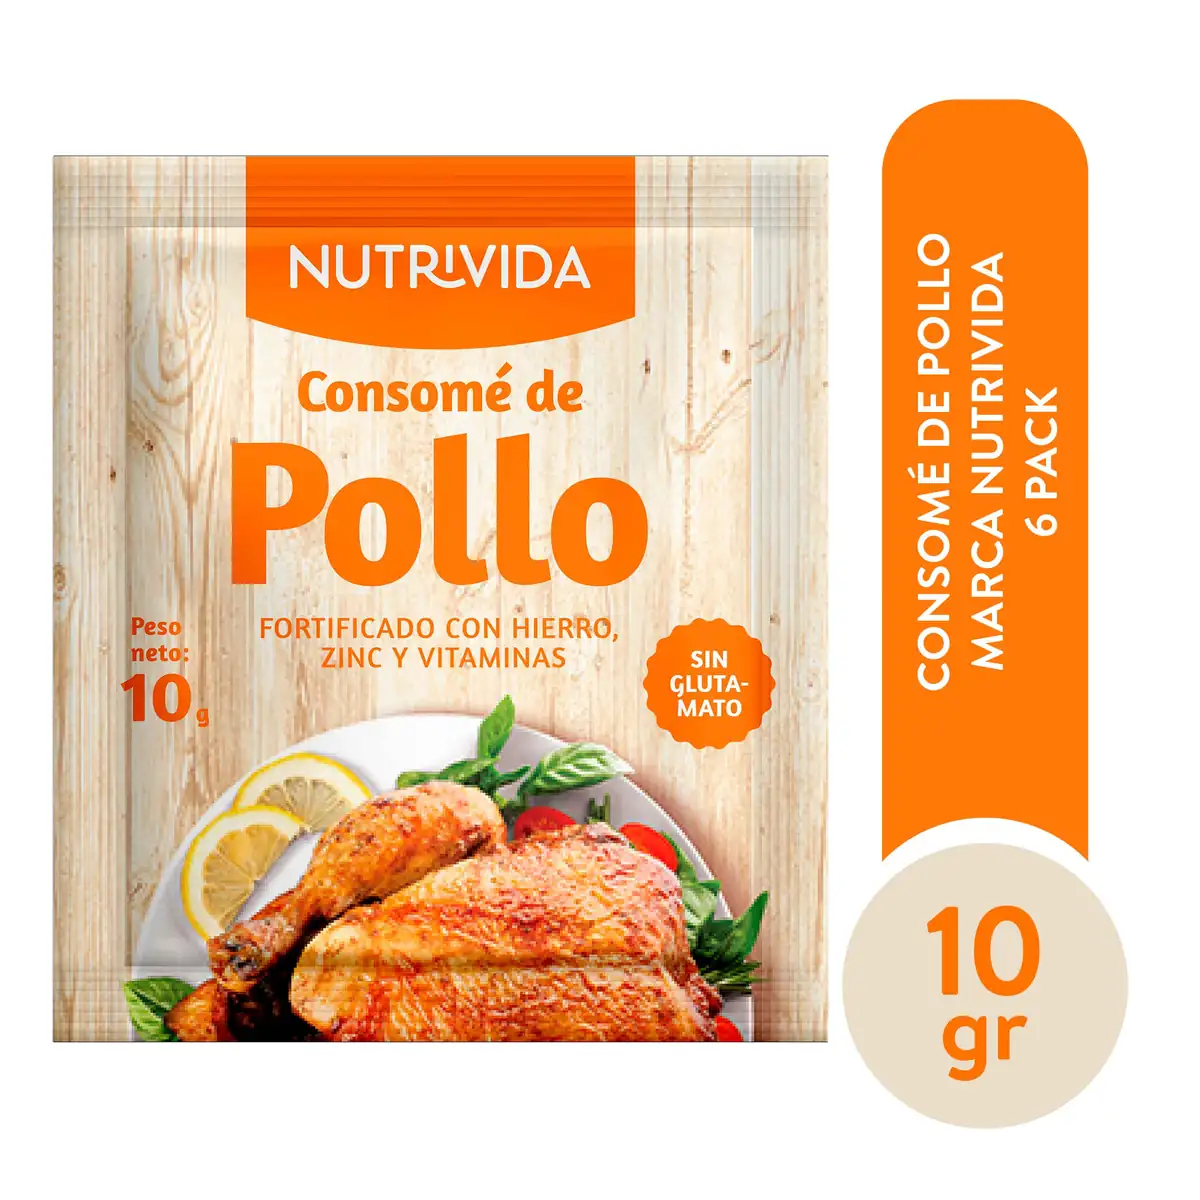 NUTRIVIDA
Consomé de
Pollo
FORTIFICADO CON HIERRO,
ZINC Y VITAMINAS
Peso
neto:
10 g
SIN
GLUTA-
MATO
CONSOMÉ DE POLLO
MARCA NUTRIVIDA
6 PACK
10
gr